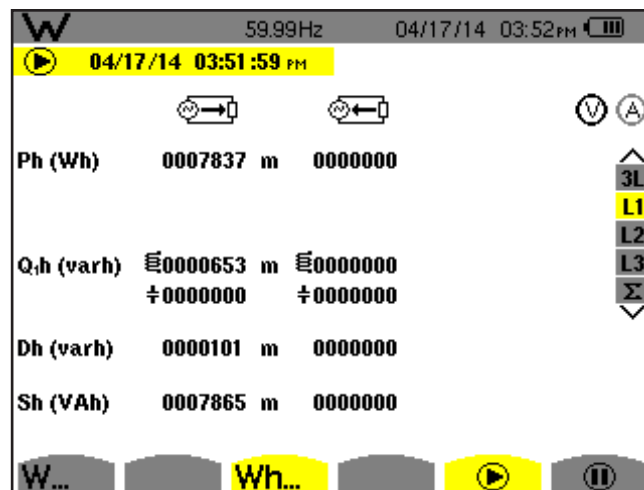 W 59.99Hz 04/17/14 03:52PM
04/17/14 03:51:59 PM
V A
Ph (Wh) 0007837 m 0000000
3L
L1
L2
Q₁h (varh) 0000653 m 0000000
L3
0000000 0000000
Σ
Dh (varh) 0000101 m 0000000
Sh (VAh) 0007865 m 0000000
W... Wh...